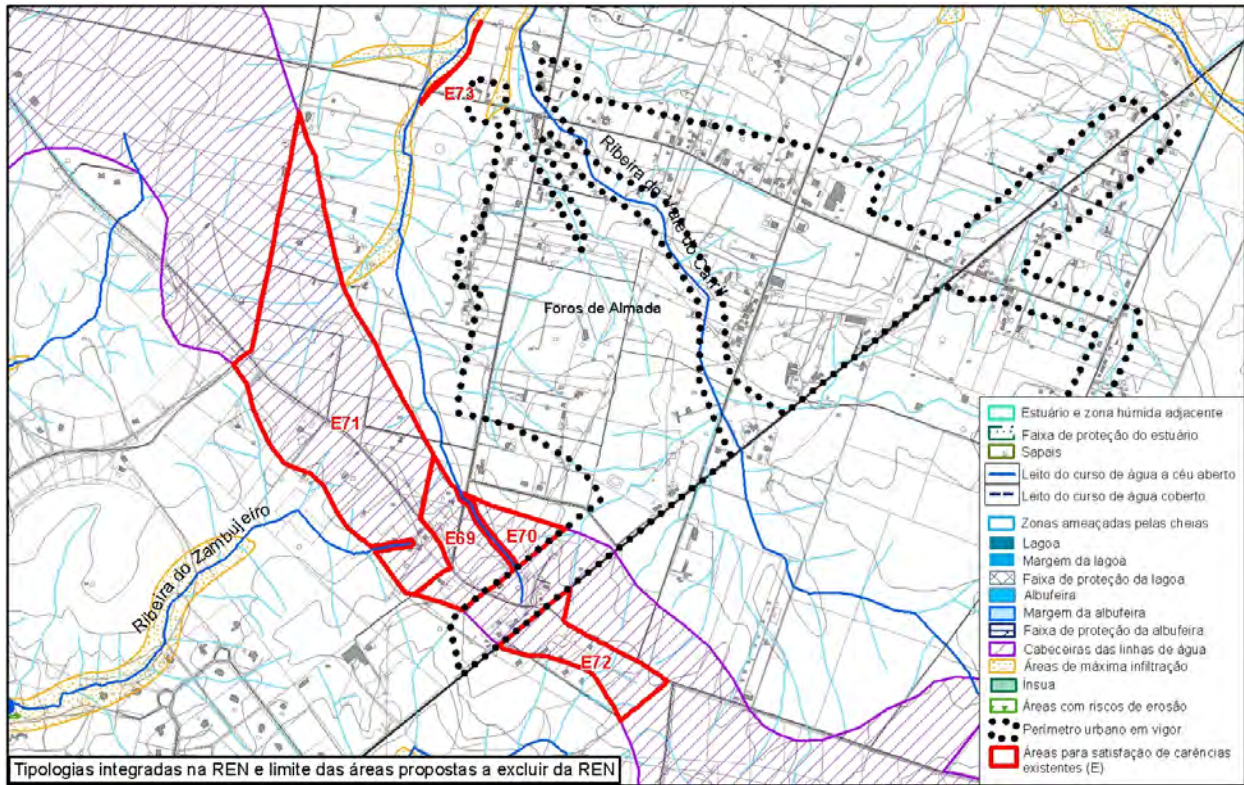 E73
Ribeira do Vale do Carril
Foros de Almada
E71
E69
E70
Ribeira do Zambujeiro
E72
Estuário e zona húmida adjacente
Faixa de proteção do estuário
Sapais
Leito do curso de água a céu aberto
Leito do curso de água coberto
Zonas ameaçadas pelas cheias
Lagoa
Margem da lagoa
Faixa de proteção da lagoa
Albufeira
Margem da albufeira
Faixa de proteção da albufeira
Cabeceiras das linhas de água
Áreas de máxima infiltração
Ínsua
Áreas com riscos de erosão
Perímetro urbano em vigor
Áreas para satisfação de carências
existentes (E)
Tipologias integradas na REN e limite das áreas propostas a excluir da REN